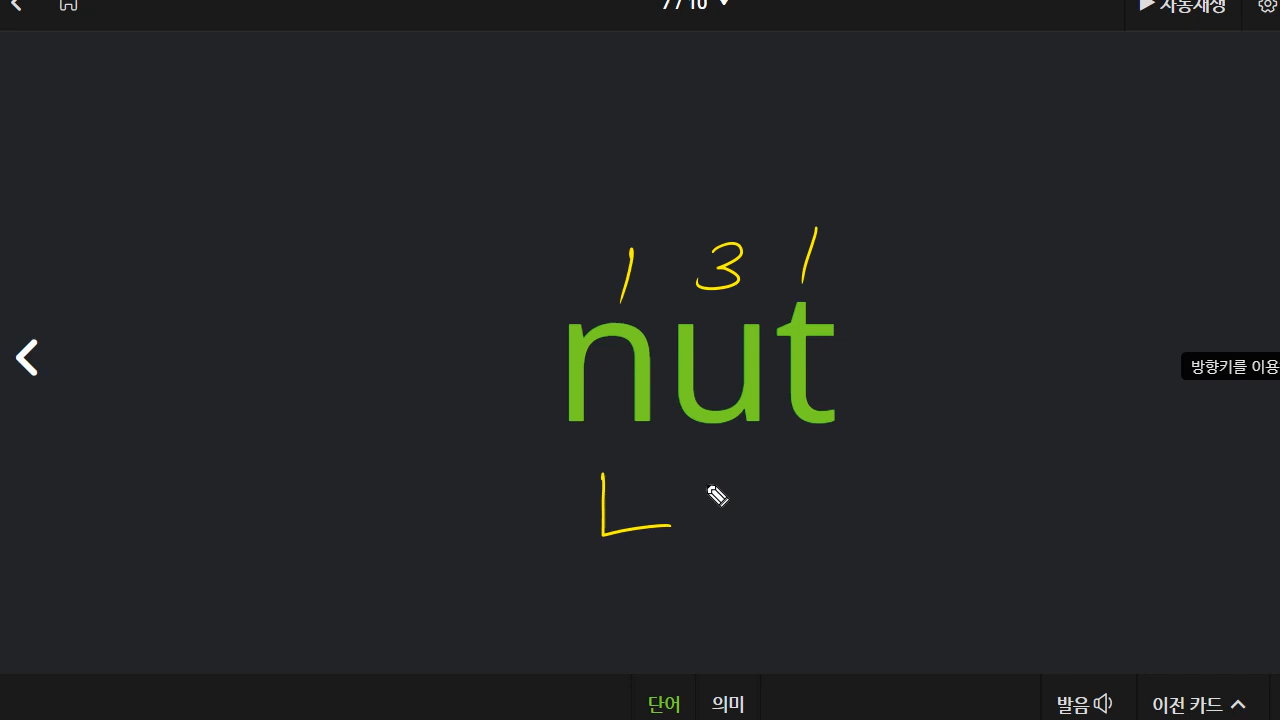 7 / 10 ▼ ▶ 자동재생
1 3 1
nut
ㄴ
방향키를 이용
단어 의미 발음 이전 카드